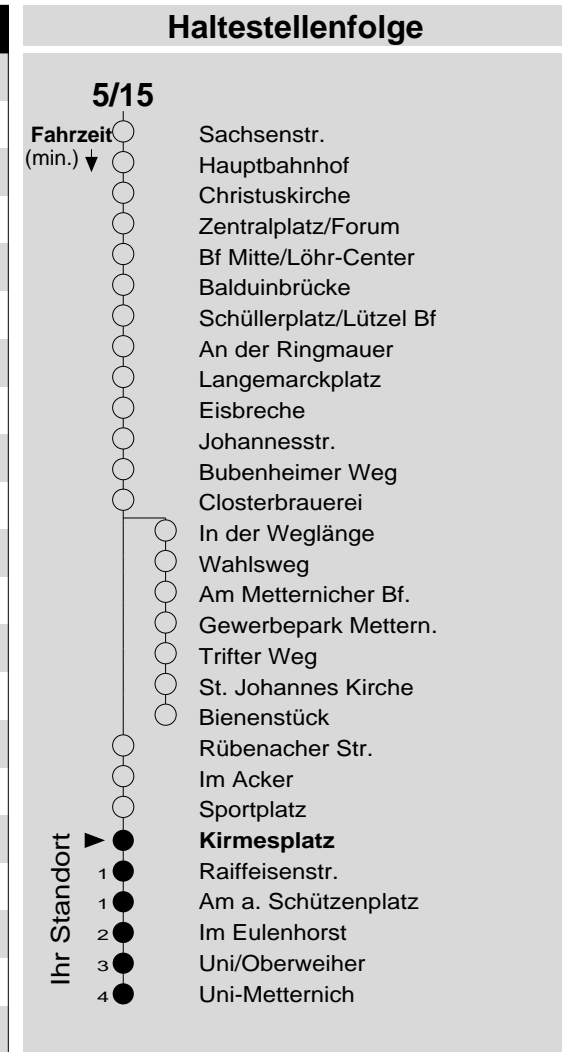 Haltestellenfolge
5/15
Fahrzeit
(min.)
Sachsenstr.
Hauptbahnhof
Christuskirche
Zentralplatz/Forum
Bf Mitte/Löhr-Center
Balduinbrücke
Schüllerplatz/Lützel Bf
An der Ringmauer
Langemarckplatz
Eisbreche
Johannesstr.
Bubenheimer Weg
Closterbrauerei
In der Weglänge
Wahlsweg
Am Metternicher Bf.
Gewerbepark Mettern.
Trifter Weg
St. Johannes Kirche
Bienenstück
Rübenacher Str.
Im Acker
Sportplatz
Ihr Standort
Kirmesplatz
1 Raiffeisenstr.
1 Am a. Schützenplatz
2 Im Eulenhorst
3 Uni/Oberweiher
4 Uni-Metternich